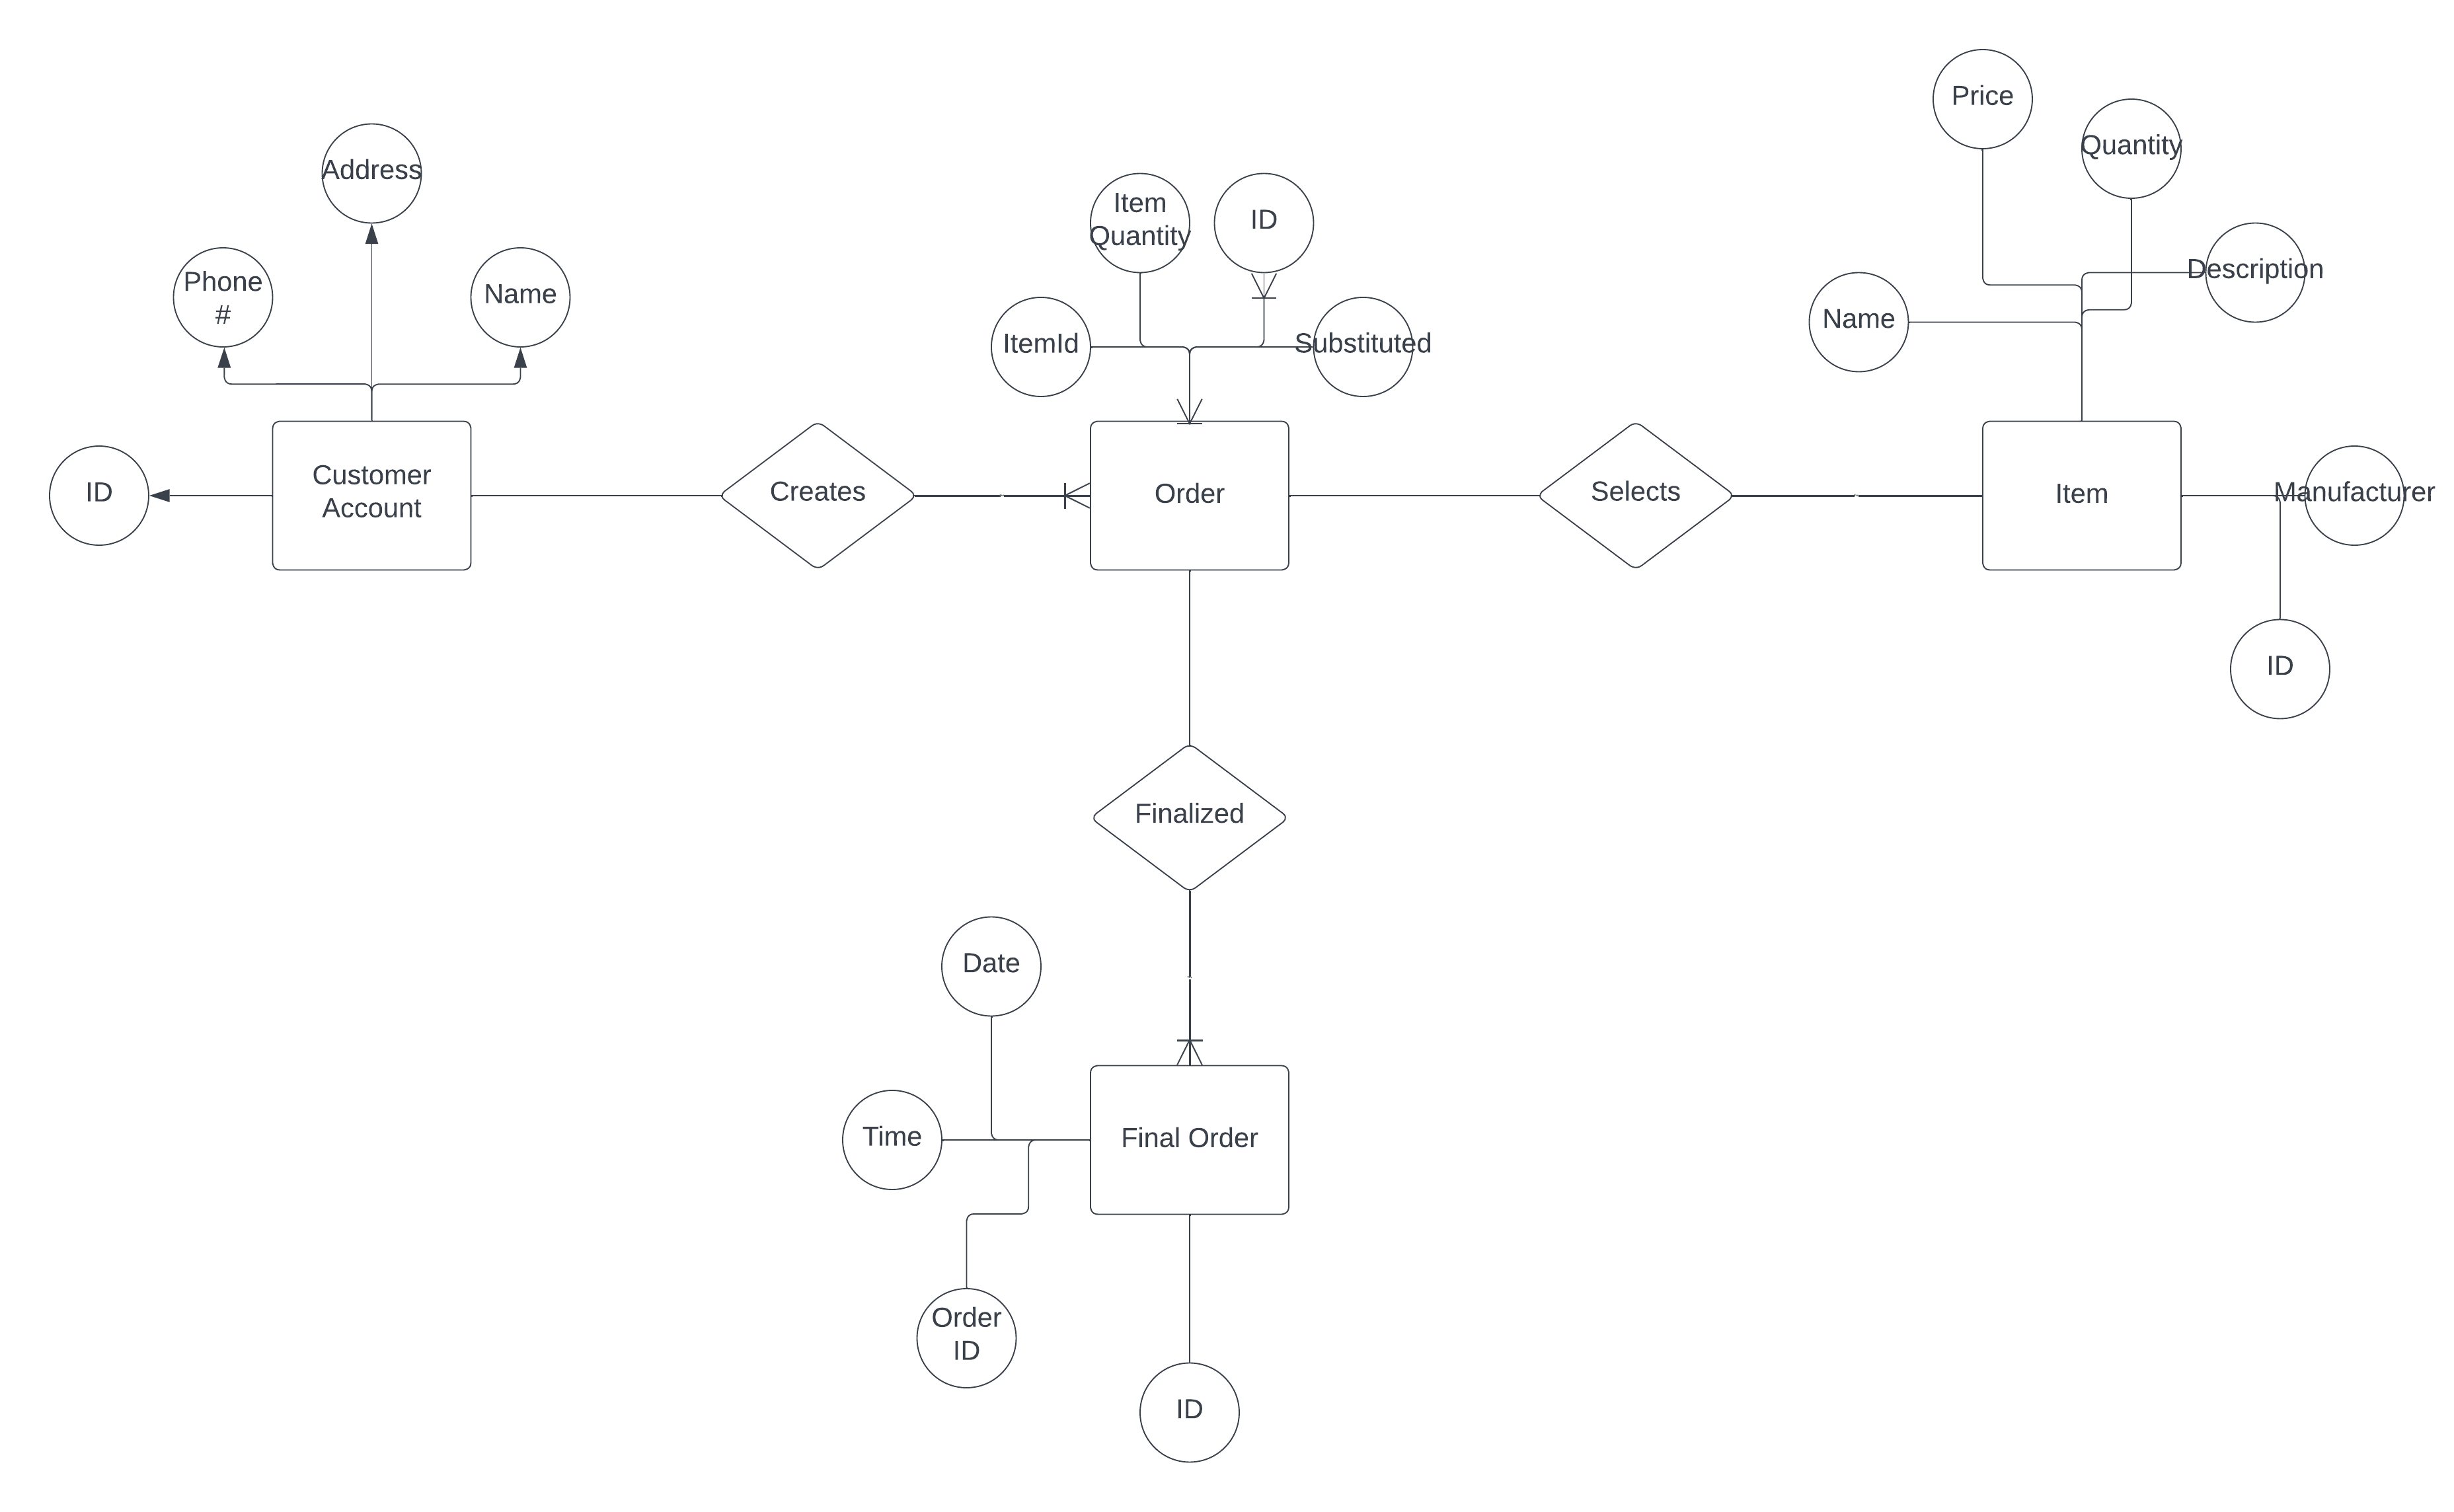 Price
Quantity
Address
Item
Quantity
ID
Description
Phone
#
Name
Name
ItemId
Substituted
Customer
Account
ID
Creates
Order
Selects
Item
Manufacturer
ID
Finalized
Date
Time
Final Order
Order
ID
ID